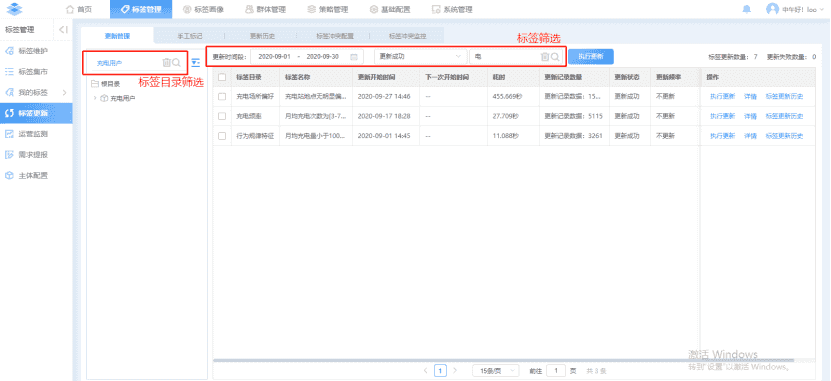 首页 标签管理 标签画像 群体管理 策略管理 基础配置 系统管理 中午好! loo
标签管理 更新管理 手工标记 更新历史 标签冲突配置 标签冲突监控
标签筛选
标签维护
标签集市
我的标签
标签更新
运营监测
需求提报
主体配置
充电用户
标签目录筛选
根目录
充电用户
更新时间段: 2020-09-01 - 2020-09-30 更新成功 电 执行更新 标签更新数量: 7 更新失败数量: 0
标签目录 标签名称 更新开始时间 下一次开始时间 耗时 更新记录数量 更新状态 更新频率 操作
充电场所偏好 充电站地点无明显偏... 2020-09-27 14:46 -- 455.669秒 更新记录数据: 15... 更新成功 不更新 执行更新 详情 标签更新历史
充电频率 月均充电次数为[3-7... 2020-09-17 18:28 -- 27.709秒 更新记录数据: 5115 更新成功 不更新 执行更新 详情 标签更新历史
行为规律特征 月均充电量小于100... 2020-09-01 14:45 -- 11.088秒 更新记录数据: 3261 更新成功 不更新 执行更新 详情 标签更新历史
激活 Windows
转到"设置"以激活 Windows。
1 15条/页 前往 1 页 共 3 条